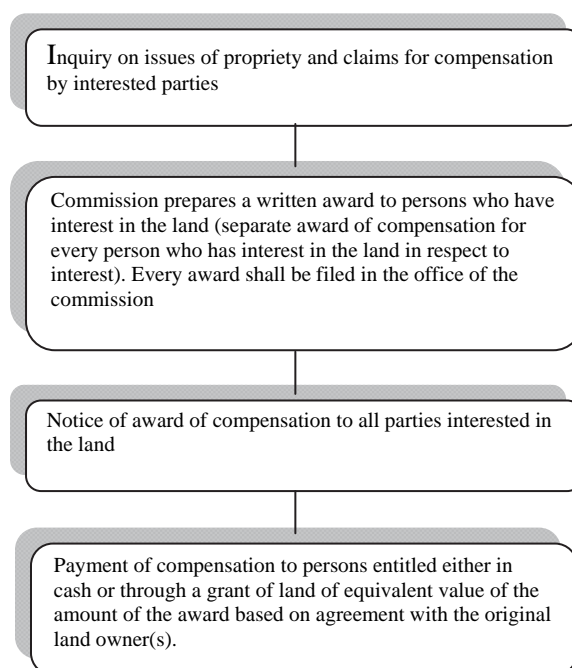 Inquiry on issues of propriety and claims for compensation
by interested parties
Commission prepares a written award to persons who have
interest in the land (separate award of compensation for
every person who has interest in the land in respect to
interest). Every award shall be filed in the office of the
commission
Notice of award of compensation to all parties interested in
the land
Payment of compensation to persons entitled either in
cash or through a grant of land of equivalent value of the
amount of the award based on agreement with the original
land owner(s).